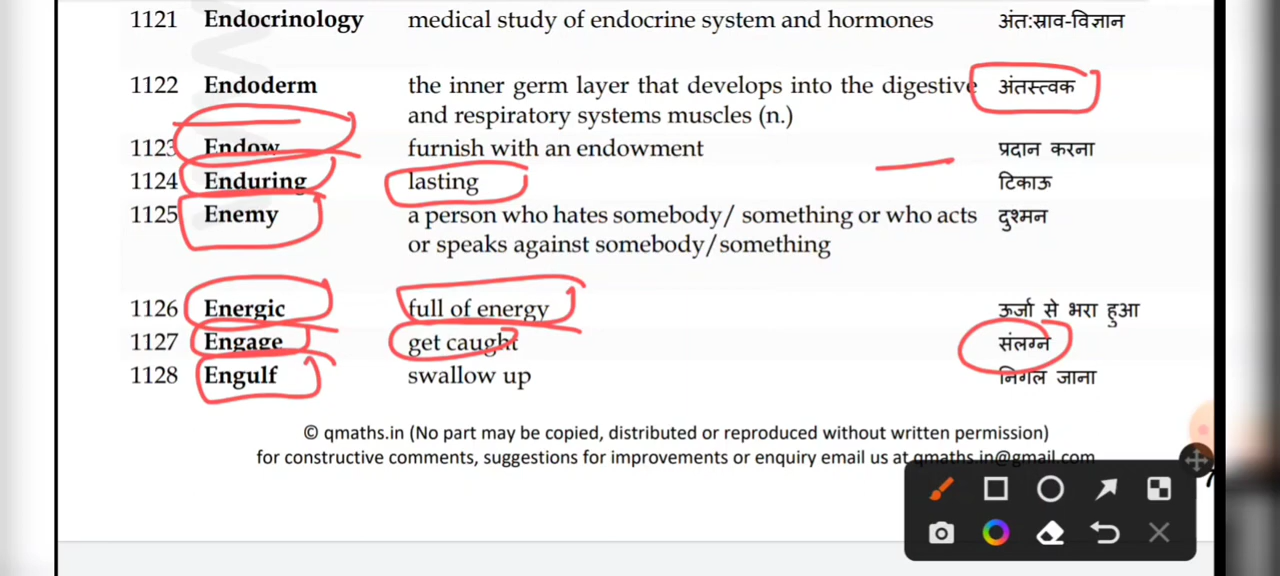 1121 Endocrinology medical study of endocrine system and hormones अंत:स्राव-विज्ञान
1122 Endoderm the inner germ layer that develops into the digestive अंतस्त्वक
and respiratory systems muscles (n.)
1123 Endow furnish with an endowment प्रदान करना
1124 Enduring lasting टिकाऊ
1125 Enemy a person who hates somebody/ something or who acts दुश्मन
or speaks against somebody/something
1126 Energic full of energy ऊर्जा से भरा हुआ
1127 Engage get caught संलग्न
1128 Engulf swallow up निगल जाना
© qmaths.in (No part may be copied, distributed or reproduced without written permission)
for constructive comments, suggestions for improvements or enquiry email us at qmaths.in@gmail.com